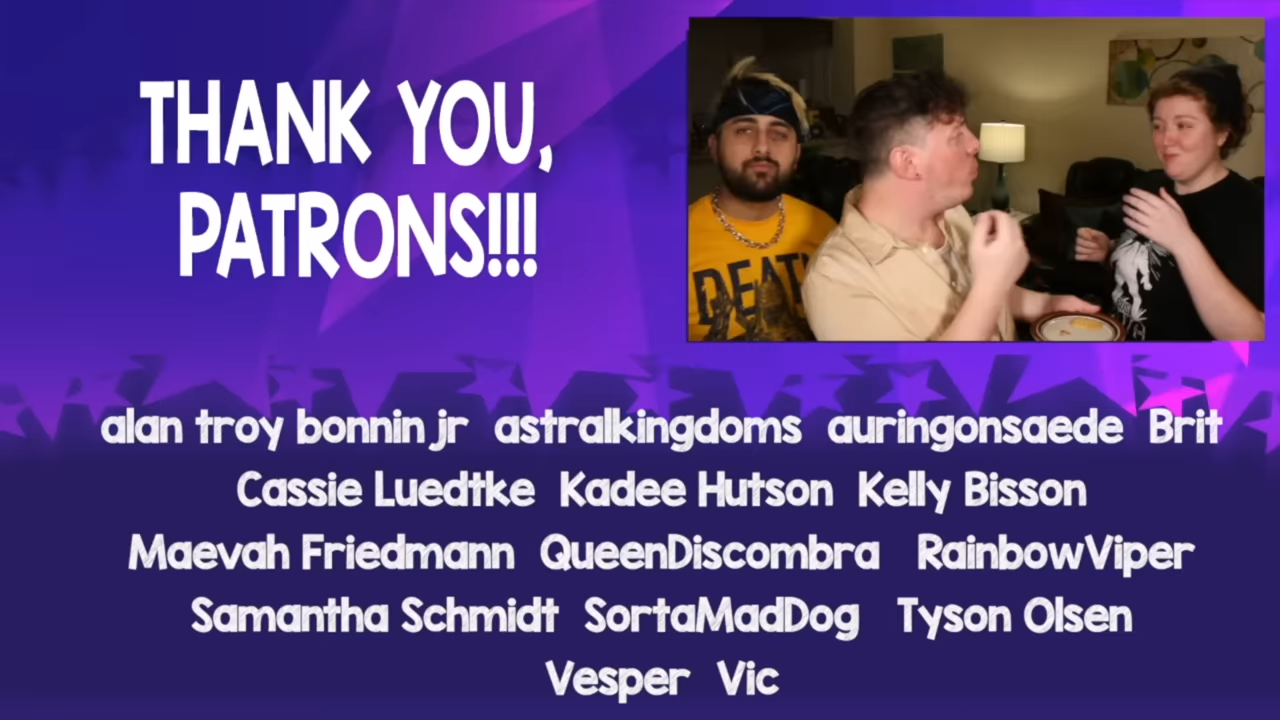 THANK YOU,
PATRONS!!!
DEAT
alan troy bonnin jr astralkingdoms auringonsaede Brit
Cassie Luedtke Kadee Hutson Kelly Bisson
Maevah Friedmann QueenDiscombra RainbowViper
Samantha Schmidt SortaMadDog Tyson Olsen
Vesper Vic